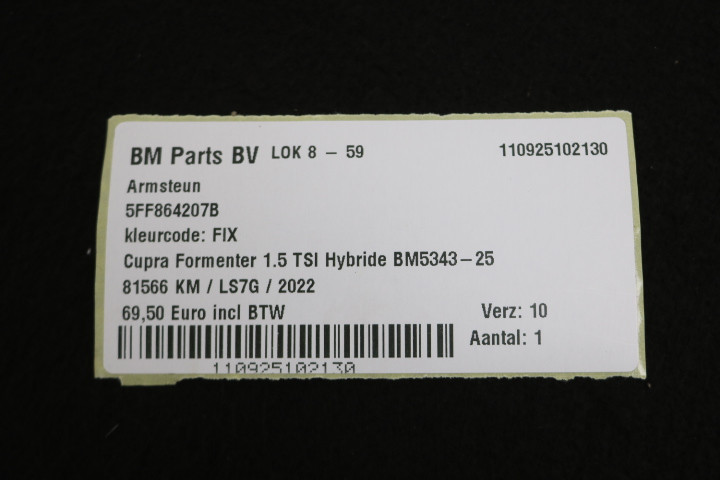 BM Parts BV LOK 8 - 59 110925102130
Armsteun
5FF864207B
kleurcode: FIX
Cupra Formenter 1.5 TSI Hybride BM5343-25
81566 KM / LS7G / 2022
69,50 Euro incl BTW Verz: 10
Aantal: 1
110925102130